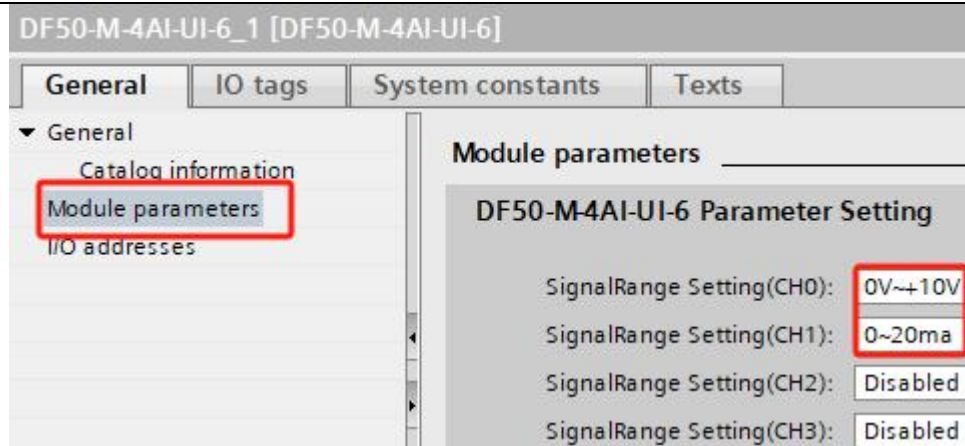 DF50-M-4AI-UI-6_1 [DF50-M-4AI-UI-6]
General IO tags System constants Texts
General
Catalog information
Module parameters
I/O addresses
Module parameters
DF50-M-4AI-UI-6 Parameter Setting
SignalRange Setting(CH0): 0V~+10V
SignalRange Setting(CH1): 0~20ma
SignalRange Setting(CH2): Disabled
SignalRange Setting(CH3): Disabled